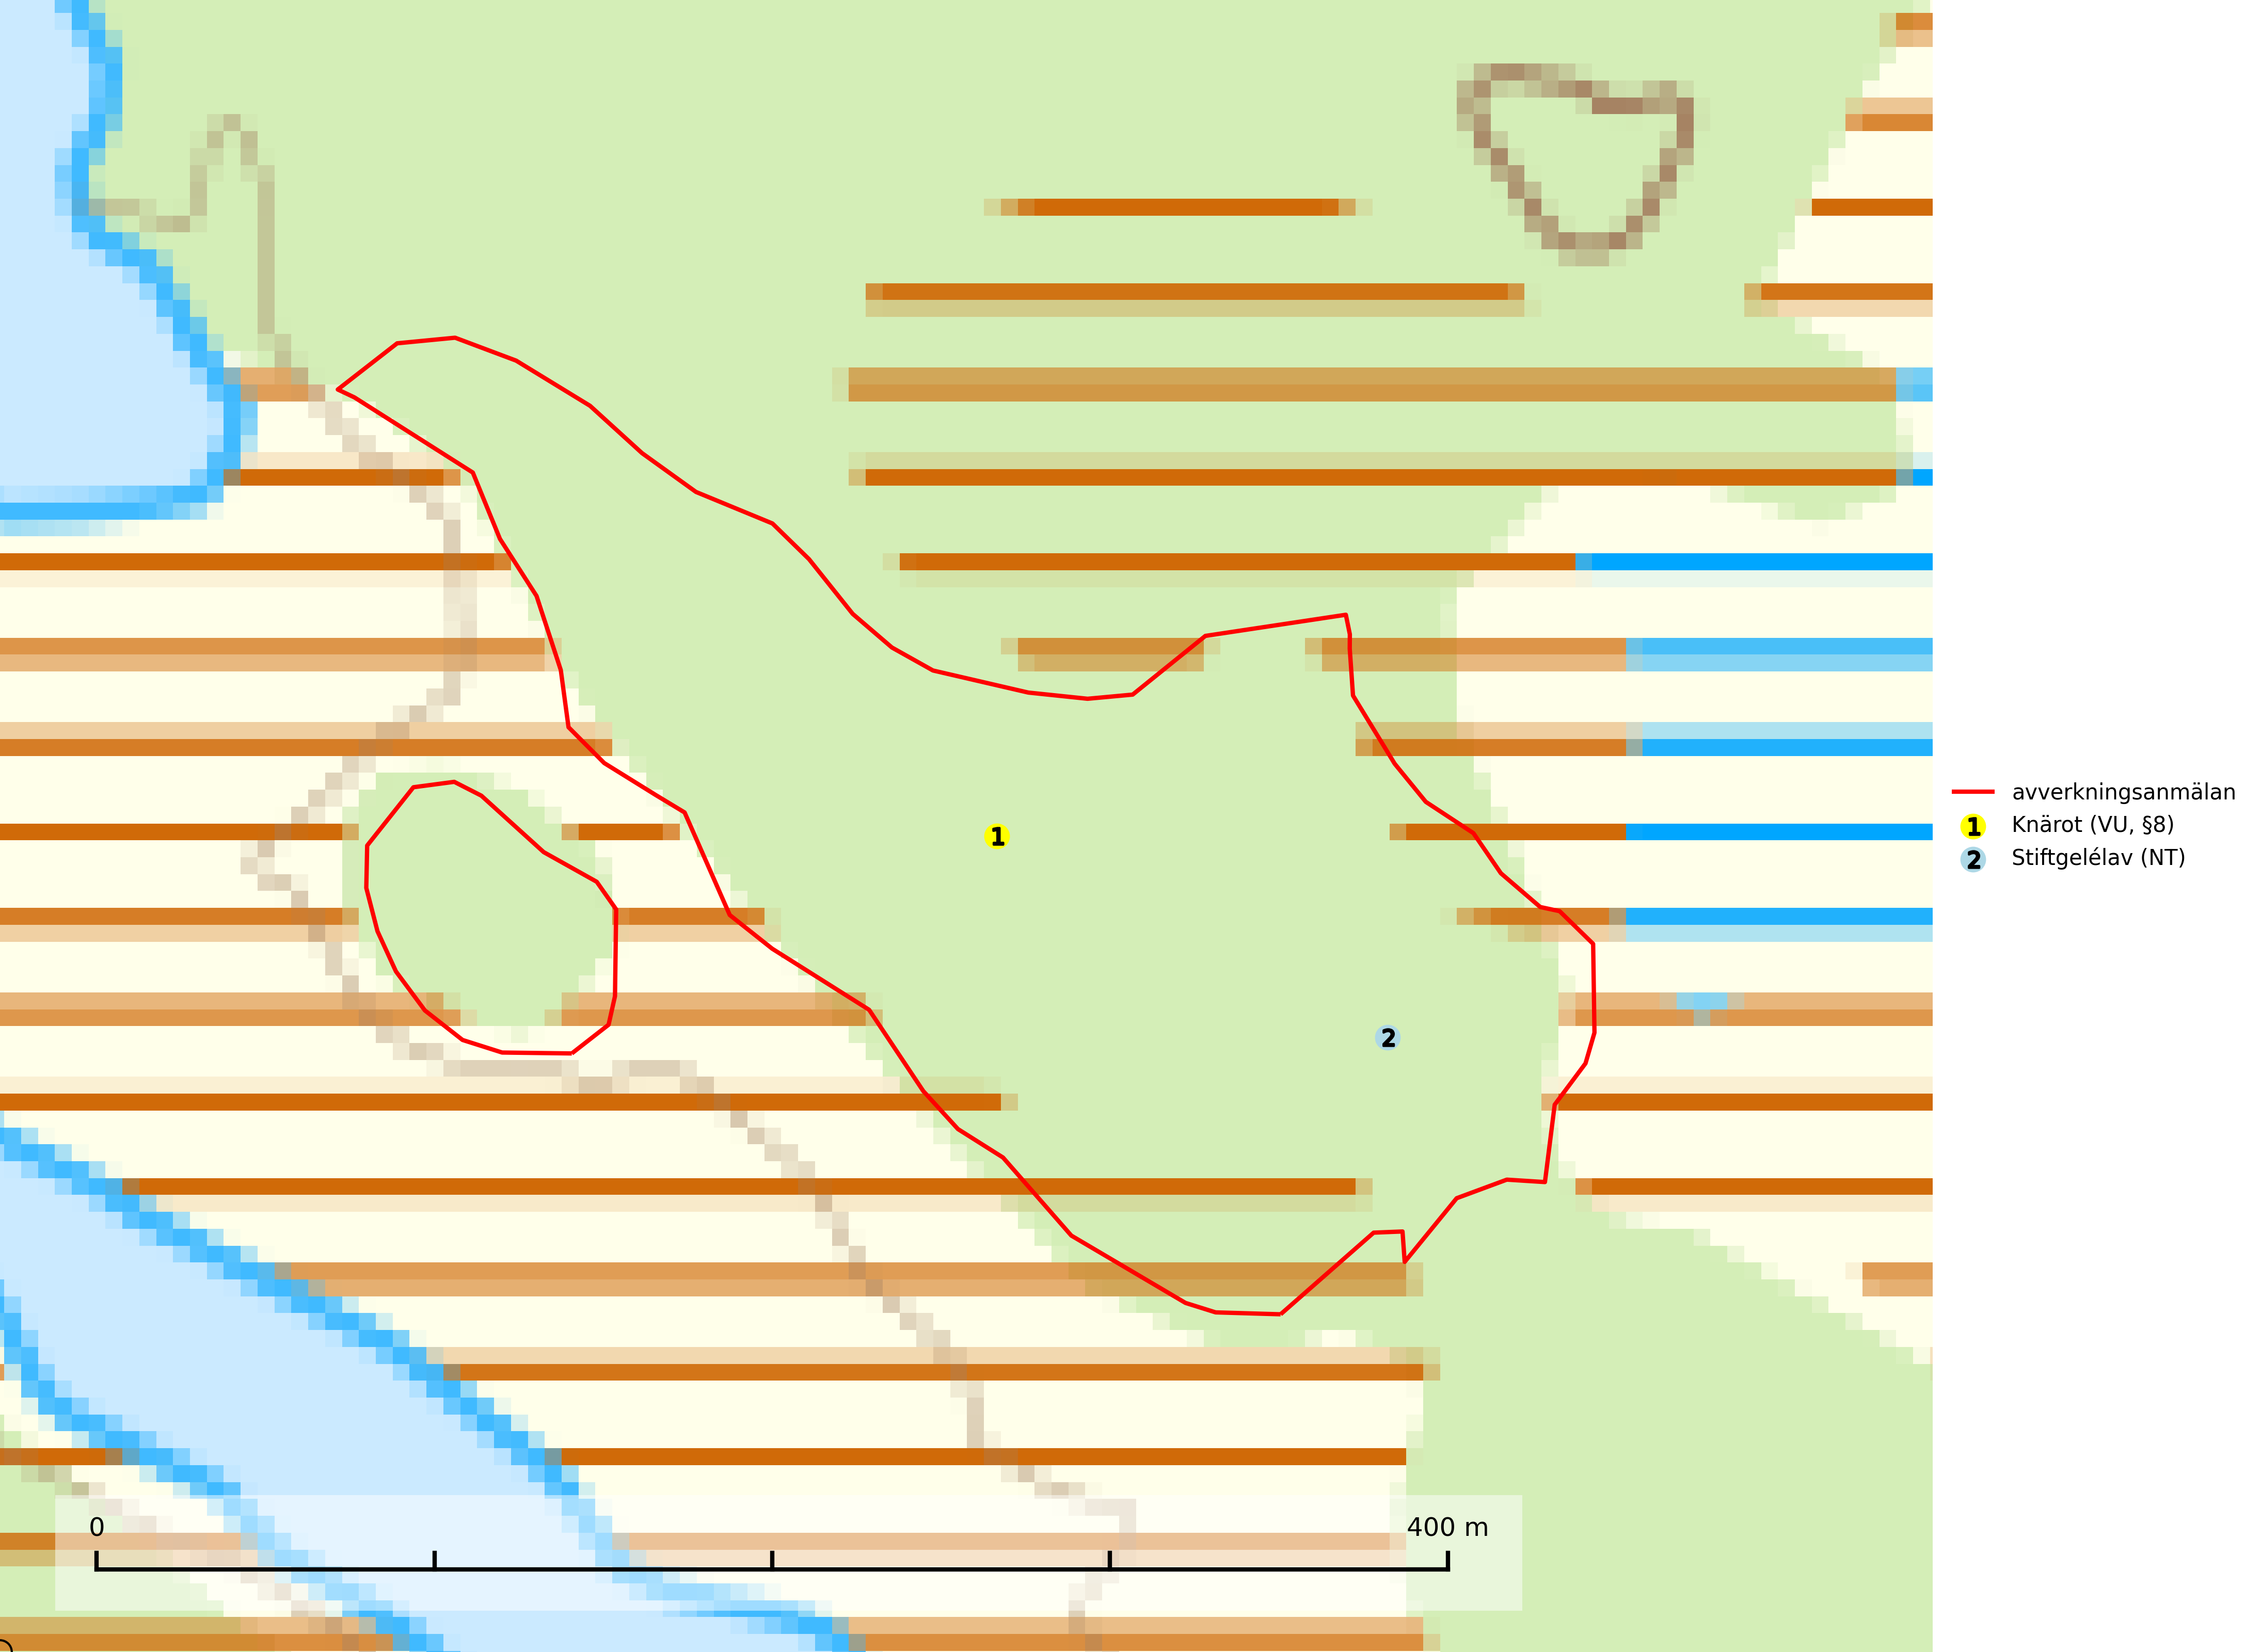 1
2
avverkningsanmälan
1 Knärot (VU, §8)
2 Stiftgelélav (NT)
0 400 m